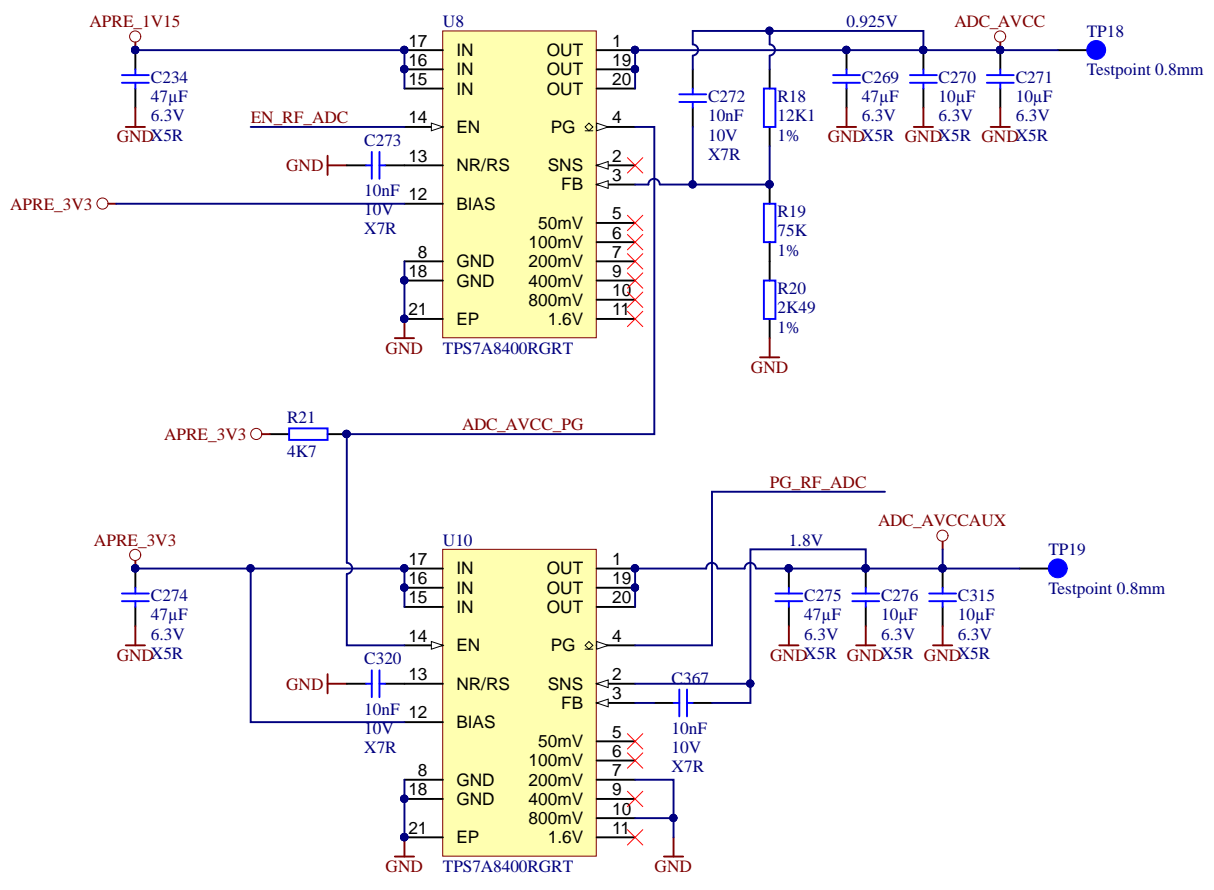 APRE_1V15
U8
0.925V
ADC_AVCC
TP18
Testpoint 0.8mm
17 IN OUT 1
16 IN OUT 19
15 IN OUT 20
C234
47µF
6.3V
X5R
GND
EN_RF_ADC
14 EN PG 4
C273
10nF
10V
X7R
GND
13 NR/RS SNS 2
FB 3
APRE_3V3
12 BIAS
50mV 5
100mV 6
8 GND 200mV 7
18 GND 400mV 9
800mV 10
21 EP 1.6V 11
GND
TPS7A8400RGRT
C272
10nF
10V
X7R
R18
12K1
1%
R19
75K
1%
R20
2K49
1%
GND
C269
47µF
6.3V
X5R
GND
C270
10µF
6.3V
X5R
GND
C271
10µF
6.3V
X5R
GND
APRE_3V3
R21
4K7
ADC_AVCC_PG
PG_RF_ADC
APRE_3V3
U10
1.8V
ADC_AVCCAUX
TP19
Testpoint 0.8mm
17 IN OUT 1
16 IN OUT 19
15 IN OUT 20
C274
47µF
6.3V
X5R
GND
14 EN PG 4
C320
10nF
10V
X7R
GND
13 NR/RS SNS 2
FB 3
12 BIAS
50mV 5
100mV 6
8 GND 200mV 7
18 GND 400mV 9
800mV 10
21 EP 1.6V 11
GND
TPS7A8400RGRT
C367
10nF
10V
X7R
GND
C275
47µF
6.3V
X5R
GND
C276
10µF
6.3V
X5R
GND
C315
10µF
6.3V
X5R
GND